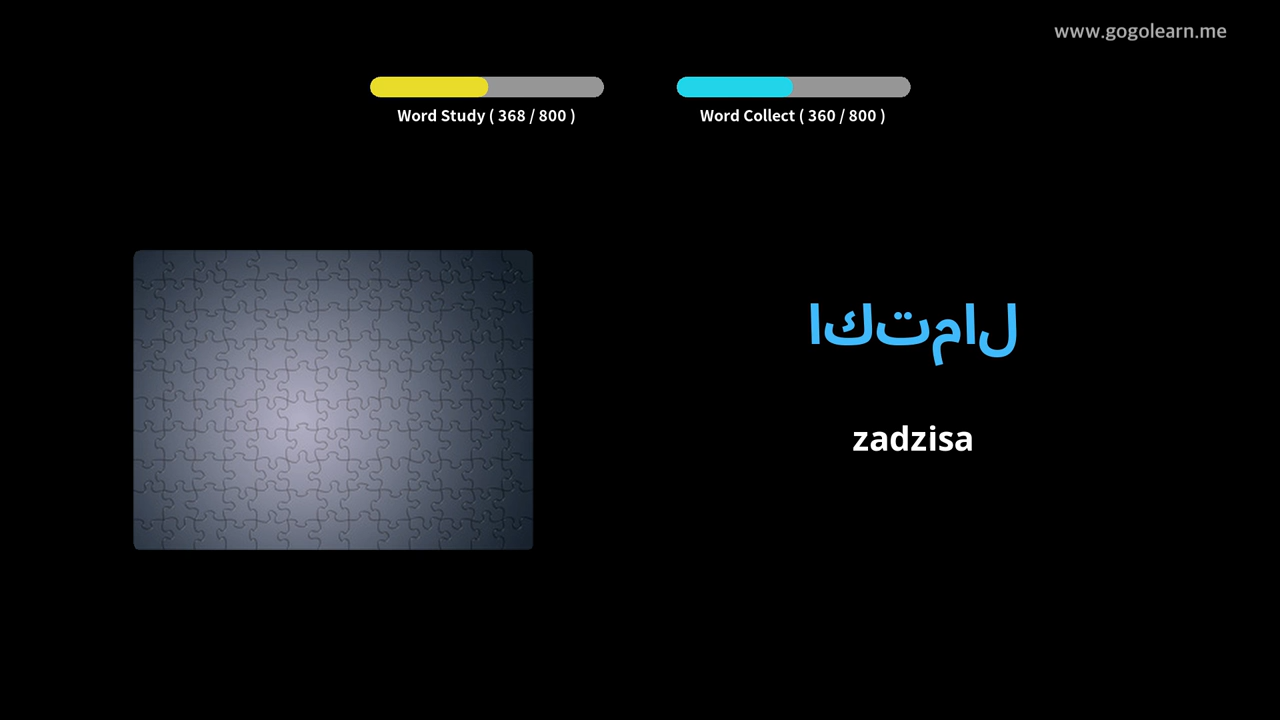 www.gogolearn.me
Word Study ( 368 / 800 )
Word Collect ( 360 / 800 )
اكتمال
zadzisa